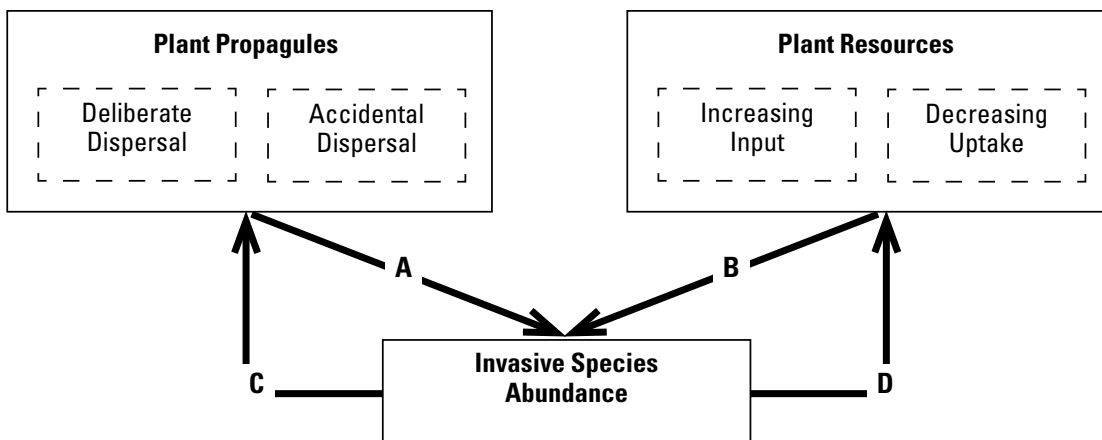 Plant Propagules
Deliberate
Dispersal
Accidental
Dispersal
Plant Resources
Increasing
Input
Decreasing
Uptake
A
B
Invasive Species
Abundance
C
D